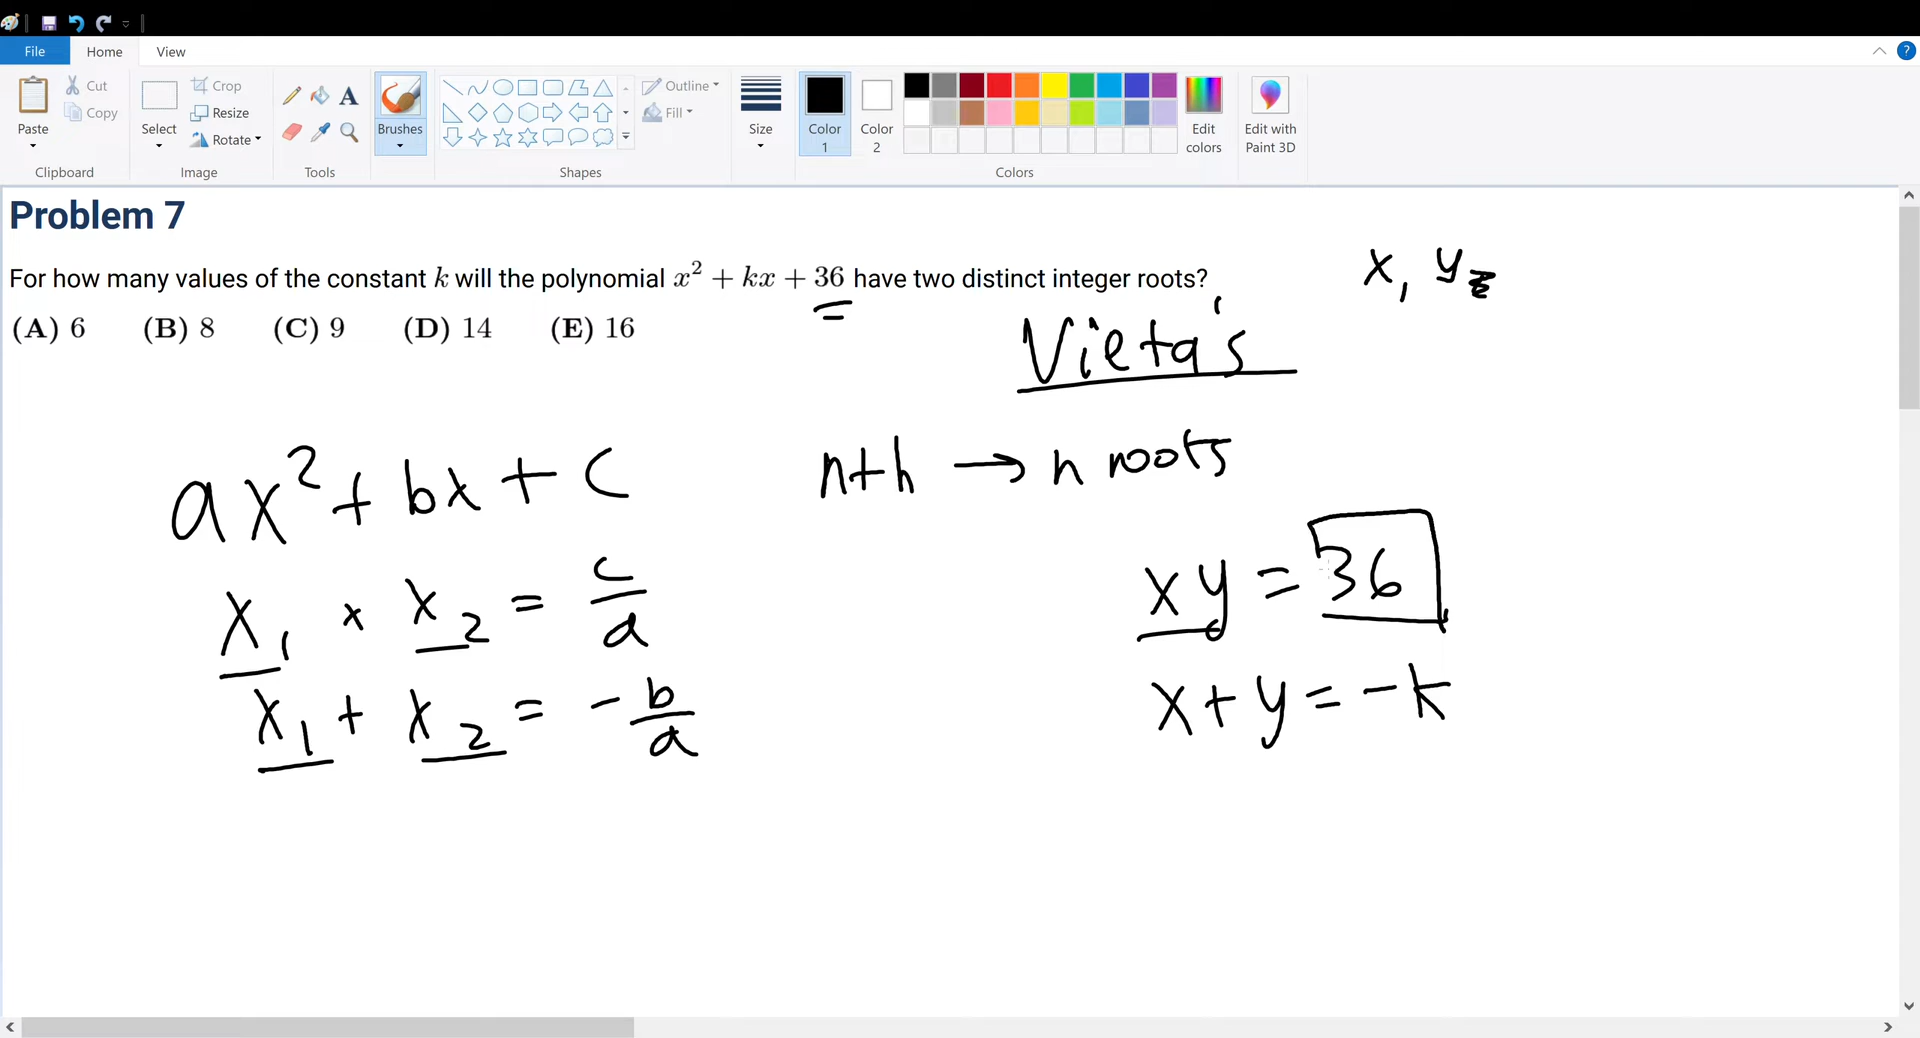 File Home View
Paste Cut Copy Clipboard
Select Crop Resize Rotate Image
Tools
Brushes
Outline Fill Shapes
Size
Color 1 Color 2
Edit colors Edit with Paint 3D
Colors
Problem 7
For how many values of the constant k will the polynomial x² + kx + 36 have two distinct integer roots?
(A) 6 (B) 8 (C) 9 (D) 14 (E) 16
x, y
Vieta's
ax² + bx + c
nth → n roots
x₁ × x₂ = c/a
xy = 36
x₁ + x₂ = - b/a
x + y = -k